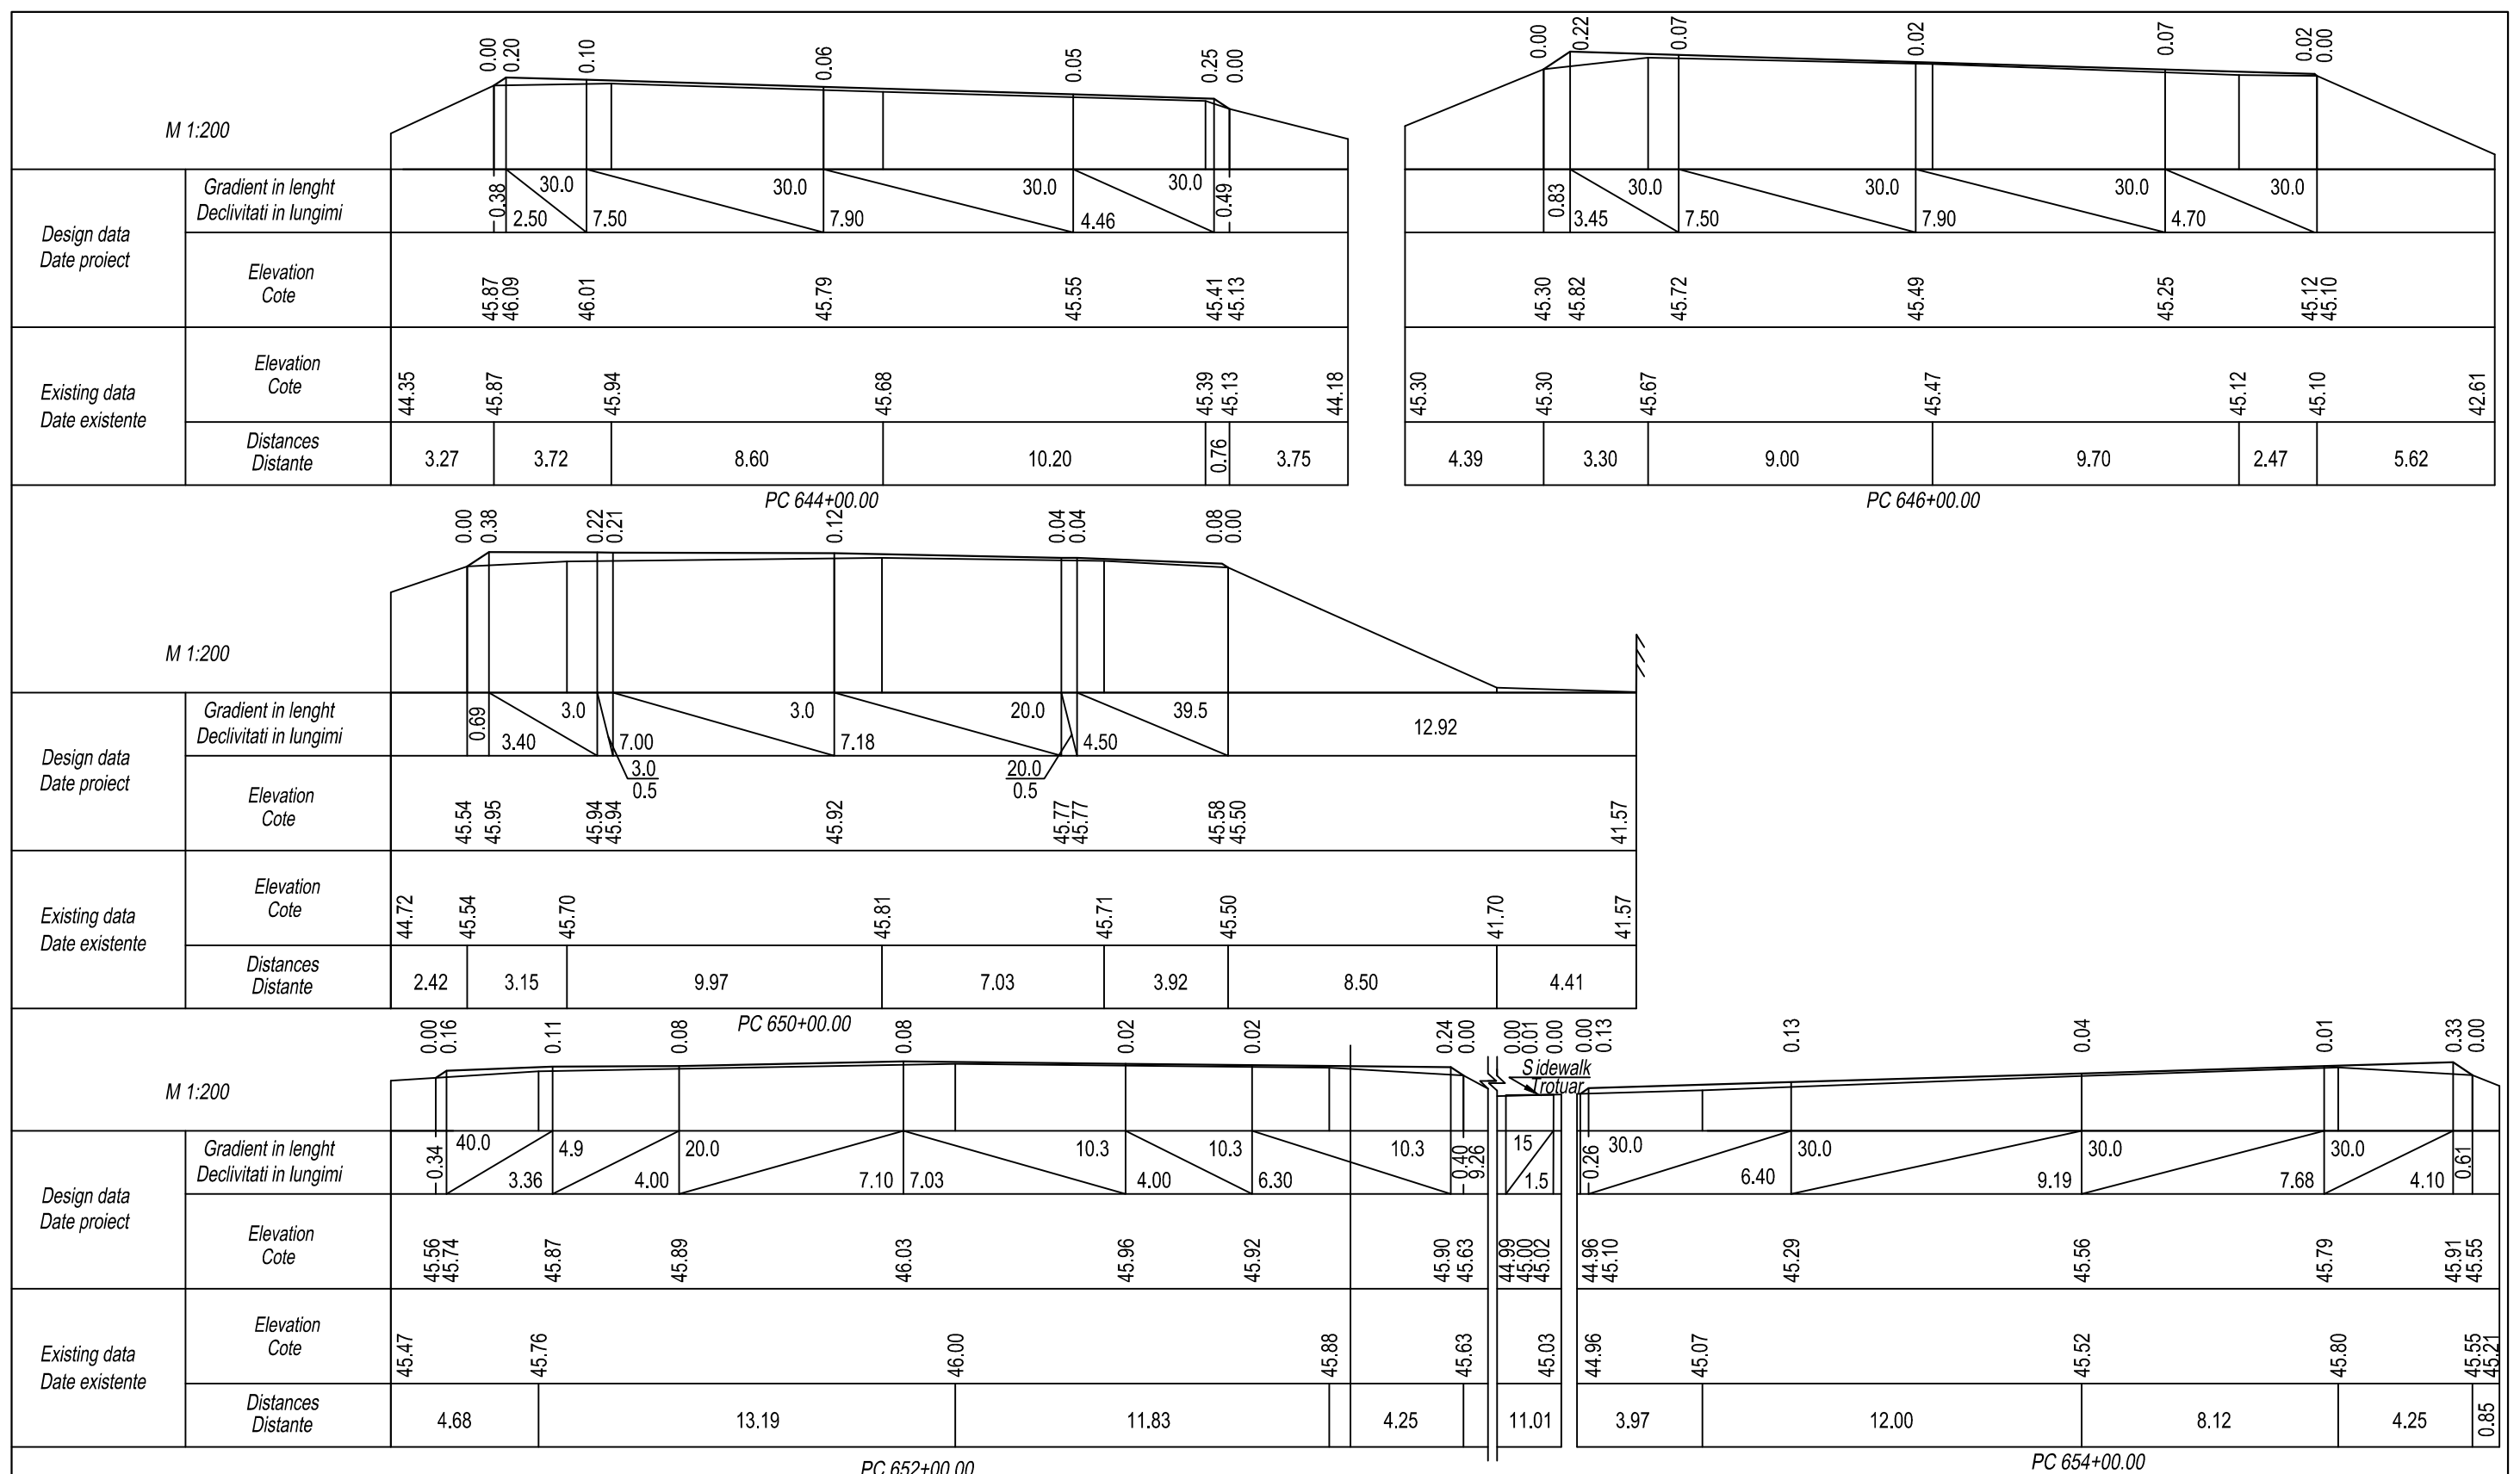 0.00 0.20 0.10 0.06 0.05 0.25 0.00
M 1:200
Gradient in lenght
Declivitati in lungimi
0.38 30.0 30.0 30.0 30.0 0.49
2.50 7.50 7.90 4.46
Design data
Date proiect
Elevation
Cote
45.87 46.09 46.01 45.79 45.55 45.41 45.13
Existing data
Date existente
Elevation
Cote
44.35 45.87 45.94 45.68 45.39 45.13 44.18
Distances
Distante
3.27 3.72 8.60 10.20 0.76 3.75
PC 644+00.00
0.00 0.22 0.07 0.02 0.07 0.02 0.00
0.83 30.0 30.0 30.0 30.0
3.45 7.50 7.90 4.70
45.30 45.82 45.72 45.49 45.25 45.12 45.10
45.30 45.30 45.67 45.47 45.12 45.10 42.61
4.39 3.30 9.00 9.70 2.47 5.62
PC 646+00.00
0.00 0.38 0.22 0.21 0.12 0.04 0.04 0.08 0.00
M 1:200
Gradient in lenght
Declivitati in lungimi
0.69 3.0 3.0 20.0 39.5 12.92
3.40 7.00 7.18 4.50
3.0
0.5
20.0
0.5
Design data
Date proiect
Elevation
Cote
45.54 45.95 45.94 45.94 45.92 45.77 45.77 45.58 45.50 41.57
Existing data
Date existente
Elevation
Cote
44.72 45.54 45.70 45.81 45.71 45.50 41.70 41.57
Distances
Distante
2.42 3.15 9.97 7.03 3.92 8.50 4.41
PC 650+00.00
0.00 0.16 0.11 0.08 0.08 0.02 0.02 0.24 0.00 0.00 0.01 0.00
Sidewalk
Trotuar
M 1:200
Gradient in lenght
Declivitati in lungimi
0.34 40.0 4.9 20.0 10.3 10.3 10.3 0.40 9.26 15
3.36 4.00 7.10 7.03 4.00 6.30 1.5
Design data
Date proiect
Elevation
Cote
45.56 45.74 45.87 45.89 46.03 45.96 45.92 45.90 45.63 44.99 45.00 45.02
Existing data
Date existente
Elevation
Cote
45.47 45.76 46.00 45.88 45.63 45.03
Distances
Distante
4.68 13.19 11.83 4.25 11.01
PC 652+00.00
0.00 0.13 0.13 0.04 0.01 0.33 0.00
0.26 30.0 30.0 30.0 30.0 0.61
6.40 9.19 7.68 4.10
44.96 45.10 45.29 45.56 45.79 45.91 45.55
44.96 45.07 45.52 45.80 45.55 45.21
3.97 12.00 8.12 4.25 0.85
PC 654+00.00